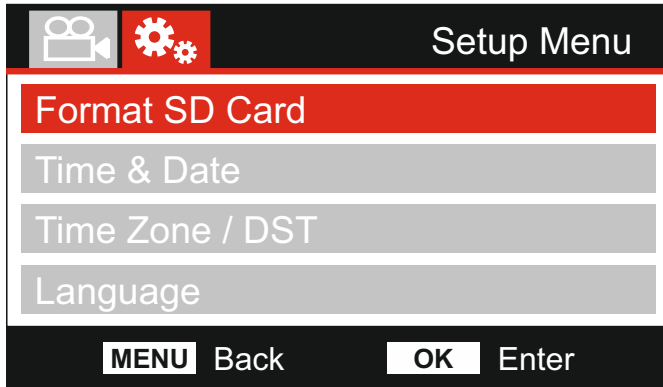 Setup Menu
Format SD Card
Time & Date
Time Zone / DST
Language
MENU Back OK Enter